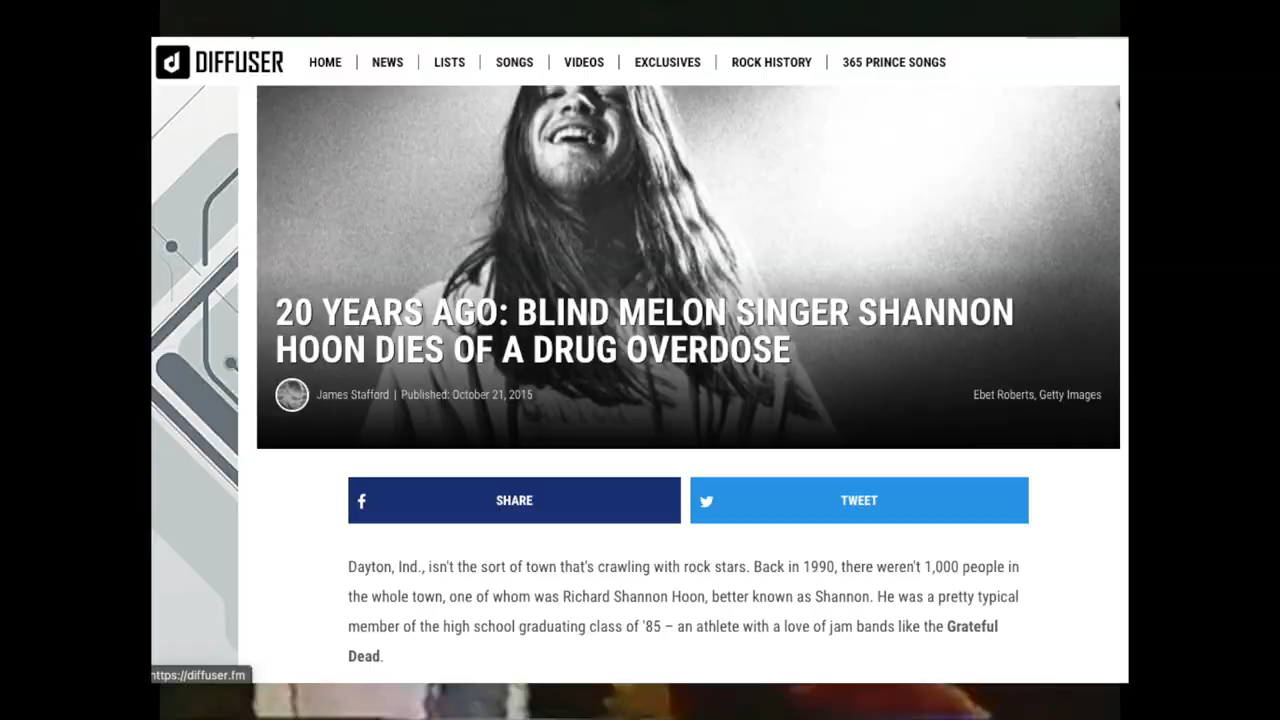 DIFFUSER
HOME | NEWS | LISTS | SONGS | VIDEOS | EXCLUSIVES | ROCK HISTORY | 365 PRINCE SONGS
20 YEARS AGO: BLIND MELON SINGER SHANNON
HOON DIES OF A DRUG OVERDOSE
James Stafford | Published: October 21, 2015
Ebet Roberts, Getty Images
SHARE
TWEET
Dayton, Ind., isn't the sort of town that's crawling with rock stars. Back in 1990, there weren't 1,000 people in
the whole town, one of whom was Richard Shannon Hoon, better known as Shannon. He was a pretty typical
member of the high school graduating class of '85 – an athlete with a love of jam bands like the Grateful
Dead.
https://diffuser.fm